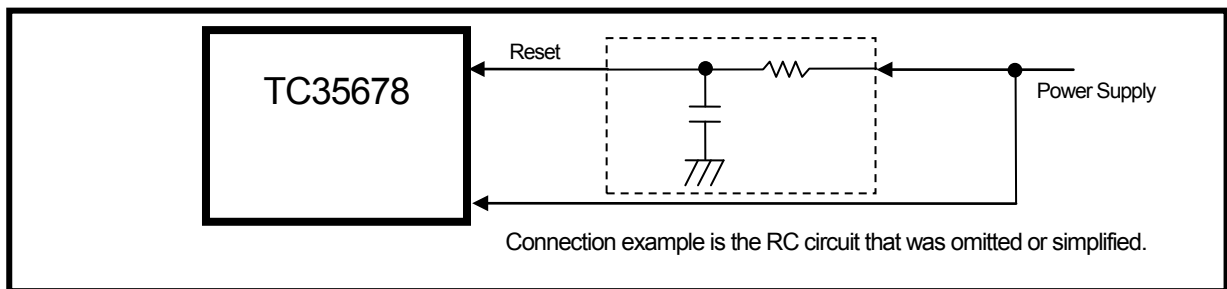 Reset
TC35678
Power Supply
Connection example is the RC circuit that was omitted or simplified.